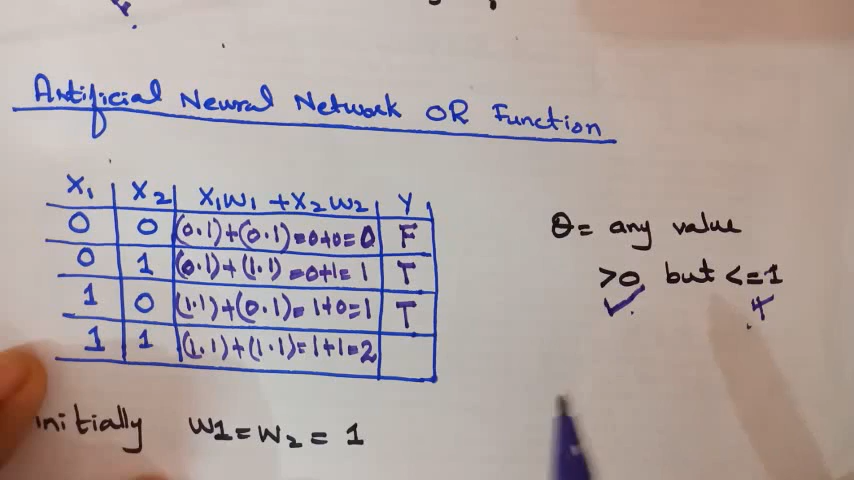 Artificial Neural Network OR Function
X1 X2 X1W1 + X2W2 Y
0 0 (0.1)+(0.1)=0+0=0 F
0 1 (0.1)+(1.1)=0+1=1 T
1 0 (1.1)+(0.1)=1+0=1 T
1 1 (1.1)+(1.1)=1+1=2
θ= any value
>0 but <=1
initially W1=W2=1